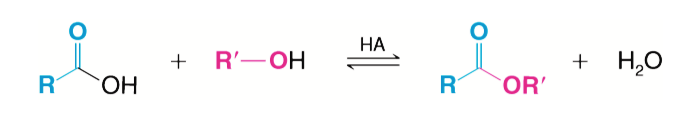 O HA O
R OH + R′—OH ⇌ R OR′ + H₂O